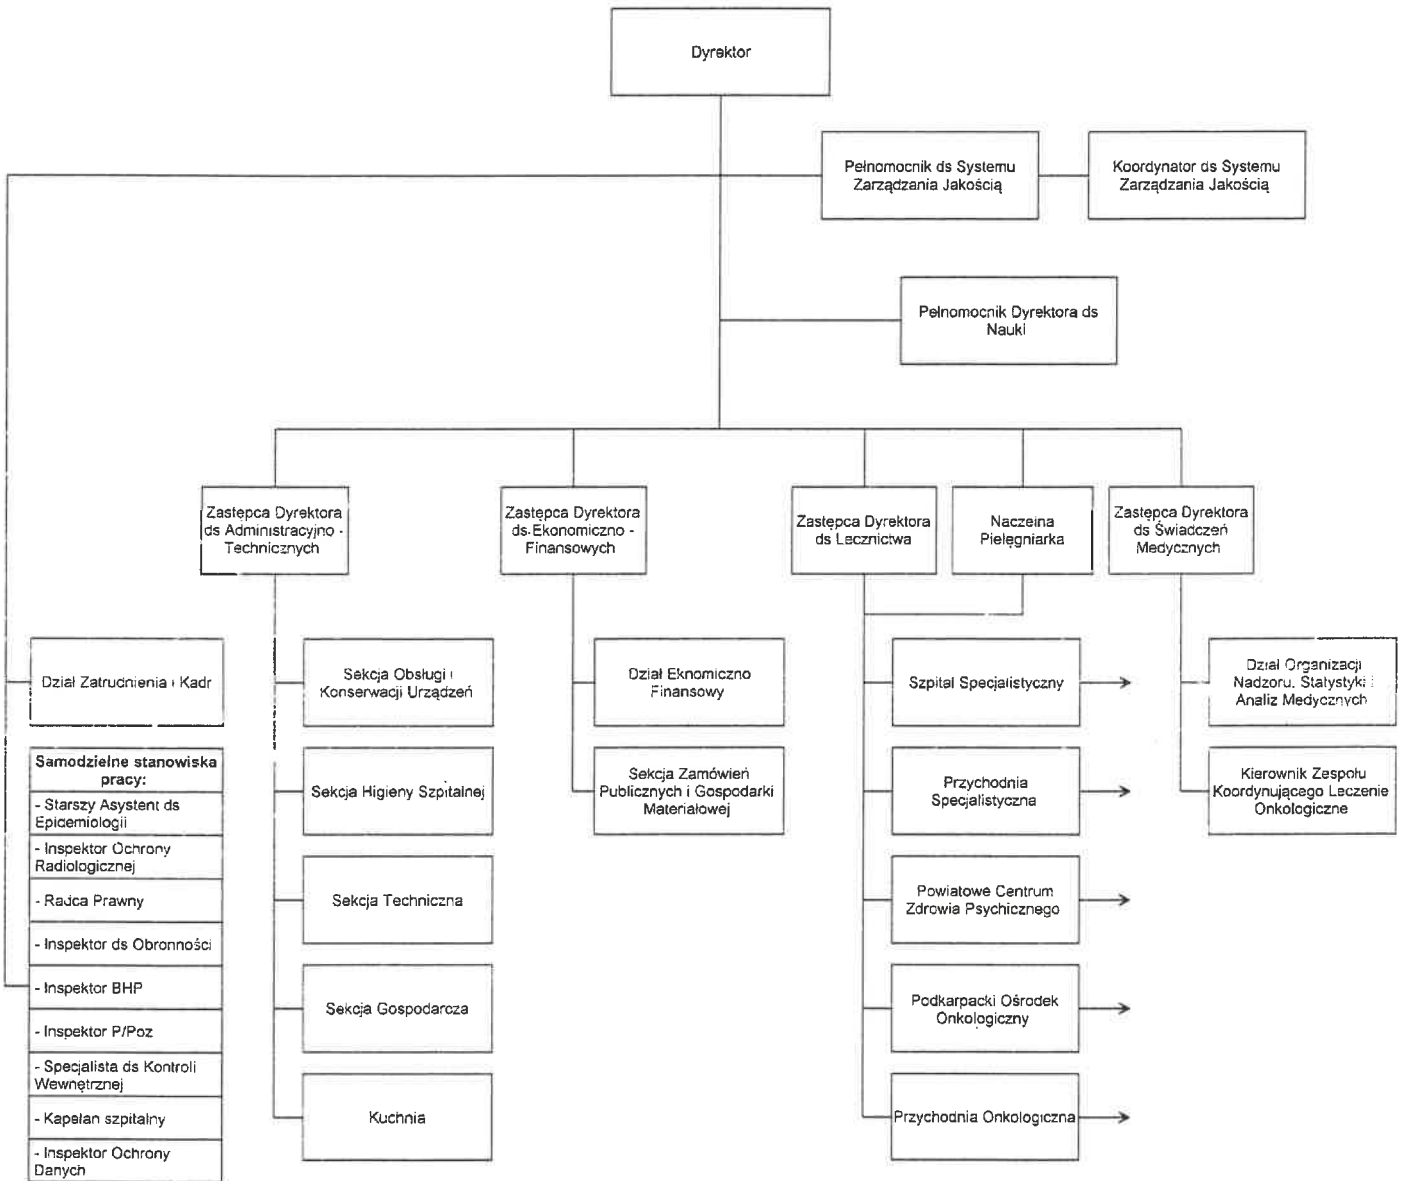 Dyrektor
Pełnomocnik ds Systemu
Zarządzania Jakością
Koordynator ds Systemu
Zarządzania Jakością
Pełnomocnik Dyrektora ds
Nauki
Zastępca Dyrektora
ds Administracyjno -
Technicznych
Zastępca Dyrektora
ds Ekonomiczno -
Finansowych
Zastępca Dyrektora
ds Lecznictwa
Naczelna
Pielęgniarka
Zastępca Dyrektora
ds Świadczeń
Medycznych
Dział Zatrudnienia i Kadr
Samodzielne stanowiska
pracy:
- Starszy Asystent ds
Epidemiologii
- Inspektor Ochrony
Radiologicznej
- Radca Prawny
- Inspektor ds Obronności
- Inspektor BHP
- Inspektor P/Poż
- Specjalista ds Kontroli
Wewnętrznej
- Kapelan szpitalny
- Inspektor Ochrony
Danych
Sekcja Obsługi i
Konserwacji Urządzeń
Sekcja Higieny Szpitalnej
Sekcja Techniczna
Sekcja Gospodarcza
Kuchnia
Dział Eknomiczno
Finansowy
Sekcja Zamówień
Publicznych i Gospodarki
Materiałowej
Szpital Specjalistyczny
Przychodnia
Specjalistyczna
Powiatowe Centrum
Zdrowia Psychicznego
Podkarpacki Ośrodek
Onkologiczny
Przychodnia Onkologiczna
Dział Organizacji
Nadzoru, Statystyki i
Analiz Medycznych
Kierownik Zespołu
Koordynującego Leczenie
Onkologiczne